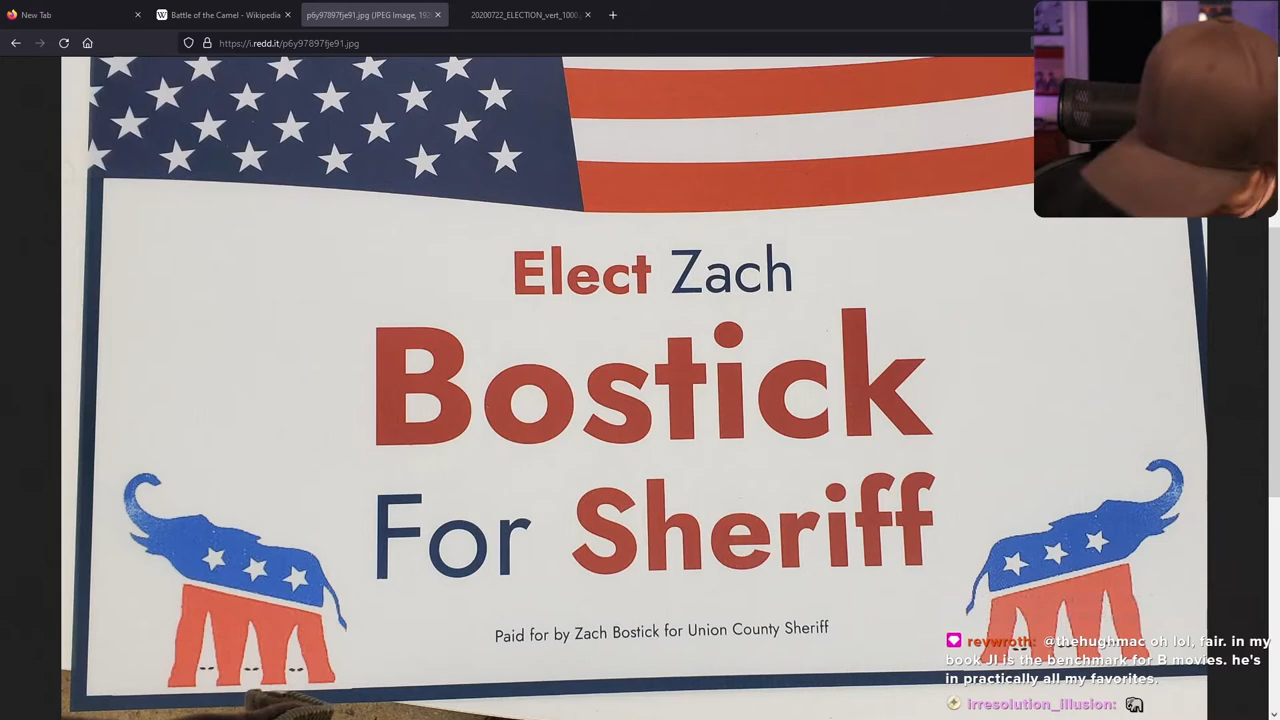 New Tab
Battle of the Camel - Wikipedia
p6y97897fje91.jpg (JPEG Image, 192
20200722_ELECTION_vert_1000.
https://i.redd.it/p6y97897fje91.jpg
Elect Zach
Bostick
For Sheriff
Paid for by Zach Bostick for Union County Sheriff
revwroth: @thehughmac oh lol, fair. in my
book JI is the benchmark for B movies. he's
in practically all my favorites.
irresolution_illusion: